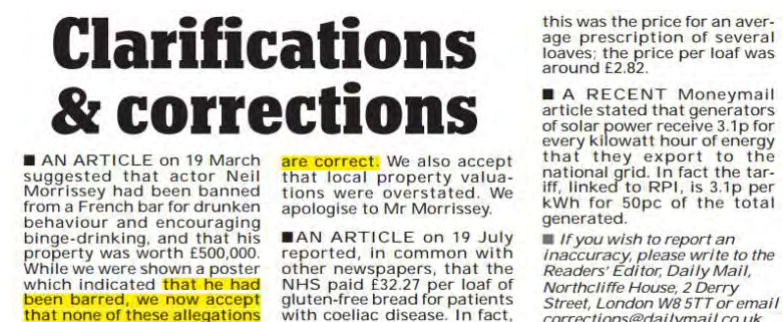 Clarifications
& corrections
■ AN ARTICLE on 19 March
suggested that actor Neil
Morrissey had been banned
from a French bar for drunken
behaviour and encouraging
binge-drinking, and that his
property was worth £500,000.
While we were shown a poster
which indicated that he had
been barred, we now accept
that none of these allegations
are correct. We also accept
that local property valua-
tions were overstated. We
apologise to Mr Morrissey.
■AN ARTICLE on 19 July
reported, in common with
other newspapers, that the
NHS paid £32.27 per loaf of
gluten-free bread for patients
with coeliac disease. In fact,
this was the price for an aver-
age prescription of several
loaves; the price per loaf was
around £2.82.
■ A RECENT Moneymail
article stated that generators
of solar power receive 3.1p for
every kilowatt hour of energy
that they export to the
national grid. In fact the tar-
iff, linked to RPI, is 3.1p per
kWh for 50pc of the total
generated.
■ If you wish to report an
inaccuracy, please write to the
Readers' Editor, Daily Mail,
Northcliffe House, 2 Derry
Street, London W8 5TT or email
corrections@dailymail.co.uk